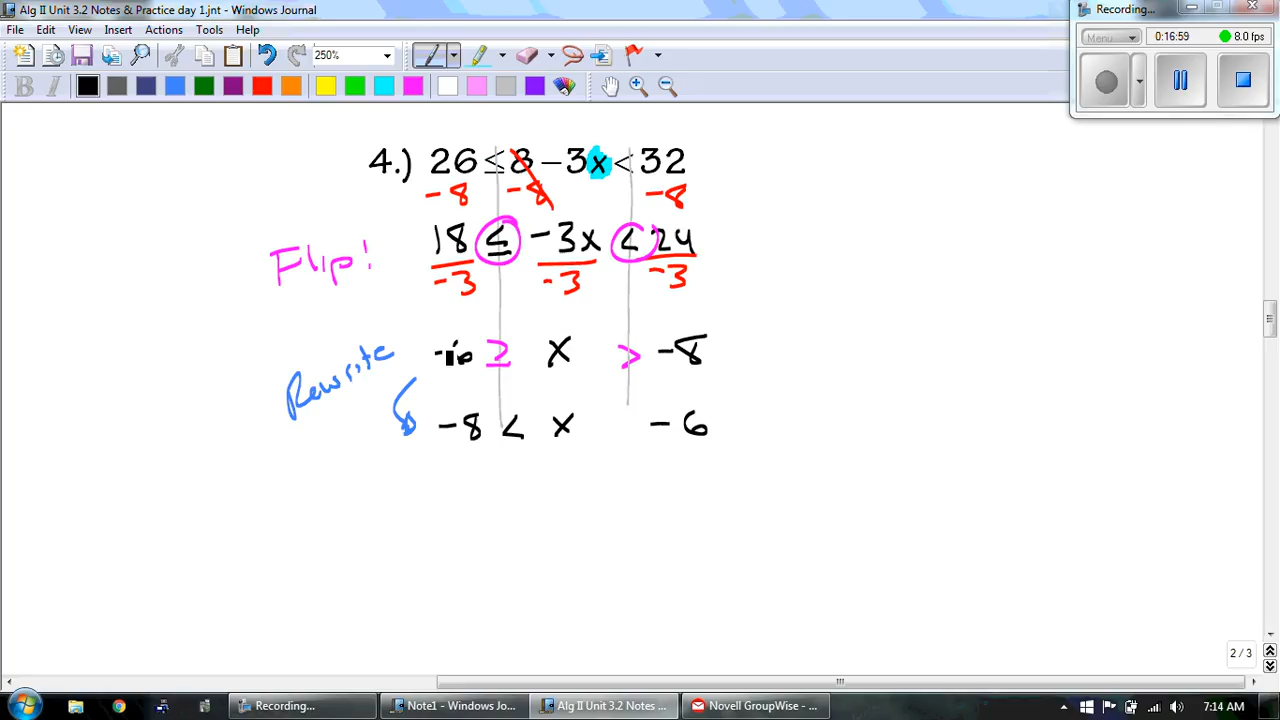 Alg II Unit 3.2 Notes & Practice day 1.jnt - Windows Journal
Recording...
File Edit View Insert Actions Tools Help
Menu 0:16:59 8.0 fps
250%
B I
4.) 26 ≤ 8 − 3x < 32
-8 -8 -8
Flip! 18 ≤ -3x < 24
-3 -3 -3
Rewrite -6 ≥ x > -8
-8 < x -6
2 / 3
Recording... Note1 - Windows Jo... Alg II Unit 3.2 Notes ... Novell GroupWise - ... 7:14 AM